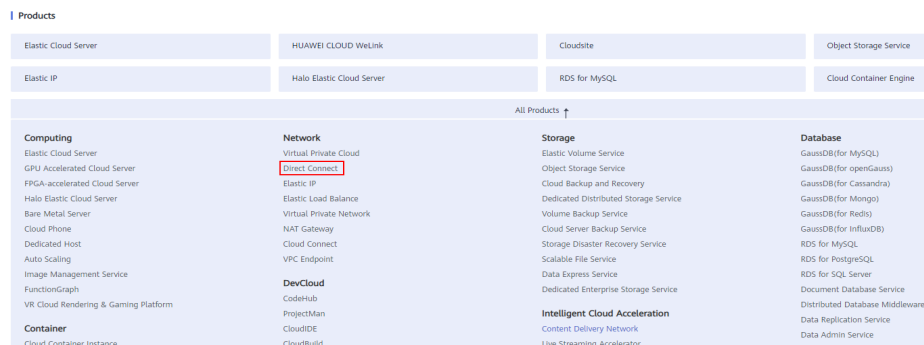 Products
Elastic Cloud Server
HUAWEI CLOUD WeLink
Cloudsite
Object Storage Service
Elastic IP
Halo Elastic Cloud Server
RDS for MySQL
Cloud Container Engine
All Products ↑
Computing
Elastic Cloud Server
GPU Accelerated Cloud Server
FPGA-accelerated Cloud Server
Halo Elastic Cloud Server
Bare Metal Server
Cloud Phone
Dedicated Host
Auto Scaling
Image Management Service
FunctionGraph
VR Cloud Rendering & Gaming Platform
Container
Cloud Container Instance
Network
Virtual Private Cloud
Direct Connect
Elastic IP
Elastic Load Balance
Virtual Private Network
NAT Gateway
Cloud Connect
VPC Endpoint
DevCloud
CodeHub
ProjectMan
CloudIDE
CloudBuild
Storage
Elastic Volume Service
Object Storage Service
Cloud Backup and Recovery
Dedicated Distributed Storage Service
Volume Backup Service
Cloud Server Backup Service
Storage Disaster Recovery Service
Scalable File Service
Data Express Service
Dedicated Enterprise Storage Service
Intelligent Cloud Acceleration
Content Delivery Network
Live Streaming Accelerator
Database
GaussDB(for MySQL)
GaussDB(for openGauss)
GaussDB(for Cassandra)
GaussDB(for Mongo)
GaussDB(for Redis)
GaussDB(for InfluxDB)
RDS for MySQL
RDS for PostgreSQL
RDS for SQL Server
Document Database Service
Distributed Database Middleware
Data Replication Service
Data Admin Service